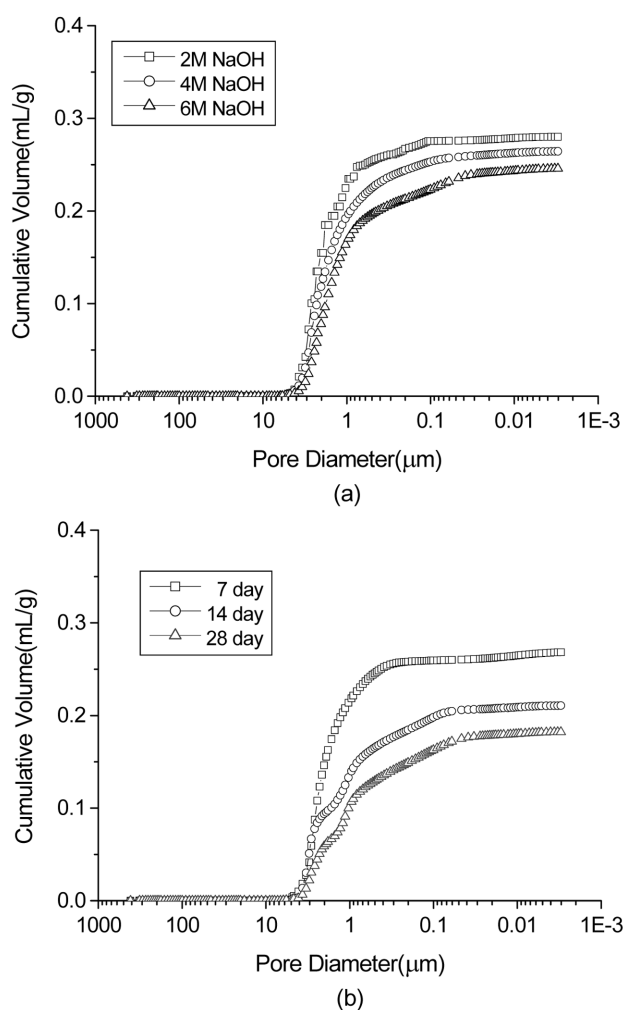 0.4
0.3
0.2
0.1
0.0
Cumulative Volume(mL/g)
2M NaOH
4M NaOH
6M NaOH
1000 100 10 1 0.1 0.01 1E-3
Pore Diameter(μm)
(a)
0.4
0.3
0.2
0.1
0.0
Cumulative Volume(mL/g)
7 day
14 day
28 day
1000 100 10 1 0.1 0.01 1E-3
Pore Diameter(μm)
(b)